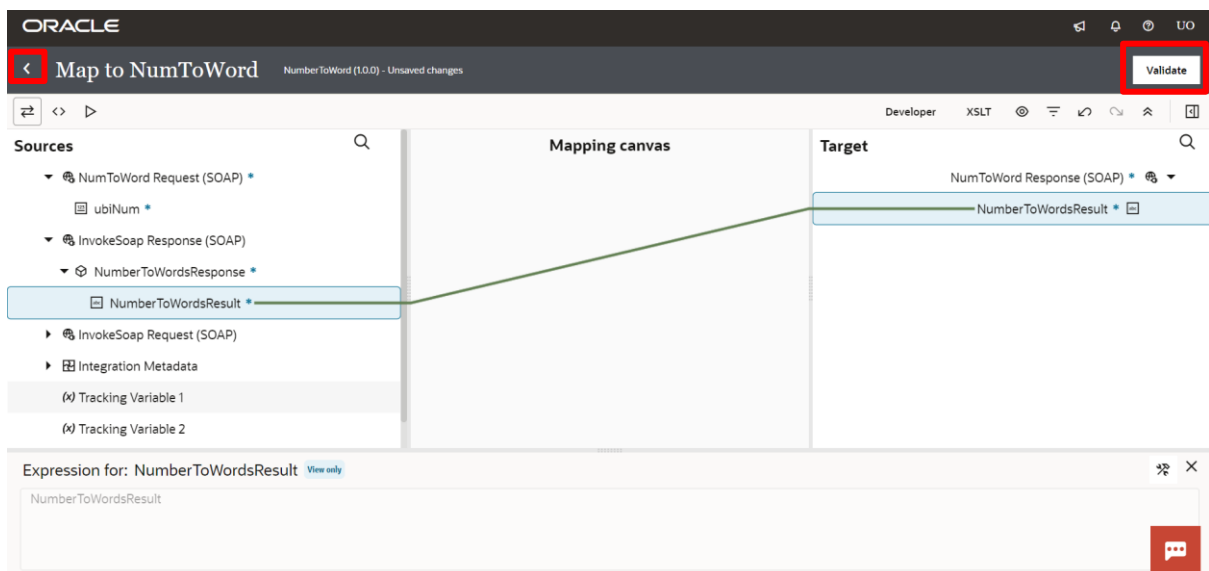 ORACLE
UO
Map to NumToWord NumberToWord (1.0.0) - Unsaved changes
Validate
Developer XSLT
Sources
Mapping canvas
Target
NumToWord Request (SOAP) *
ubiNum *
InvokeSoap Response (SOAP)
NumberToWordsResponse *
NumberToWordsResult *
InvokeSoap Request (SOAP)
Integration Metadata
(x) Tracking Variable 1
(x) Tracking Variable 2
NumToWord Response (SOAP) *
NumberToWordsResult *
Expression for: NumberToWordsResult View only
NumberToWordsResult